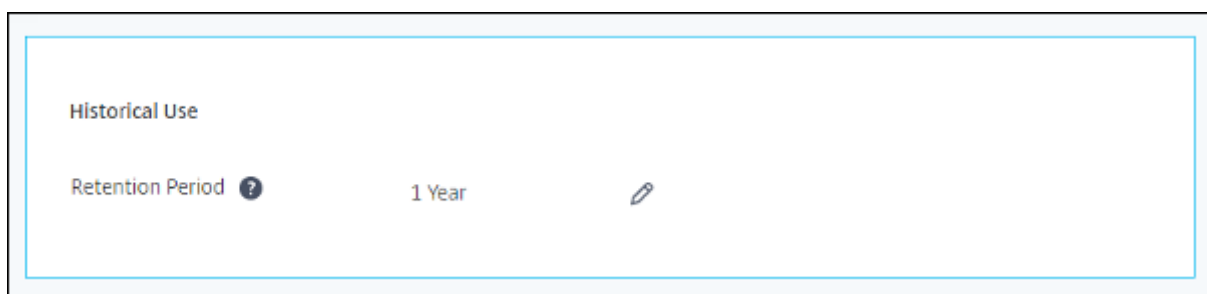 Historical Use
Retention Period ? 1 Year